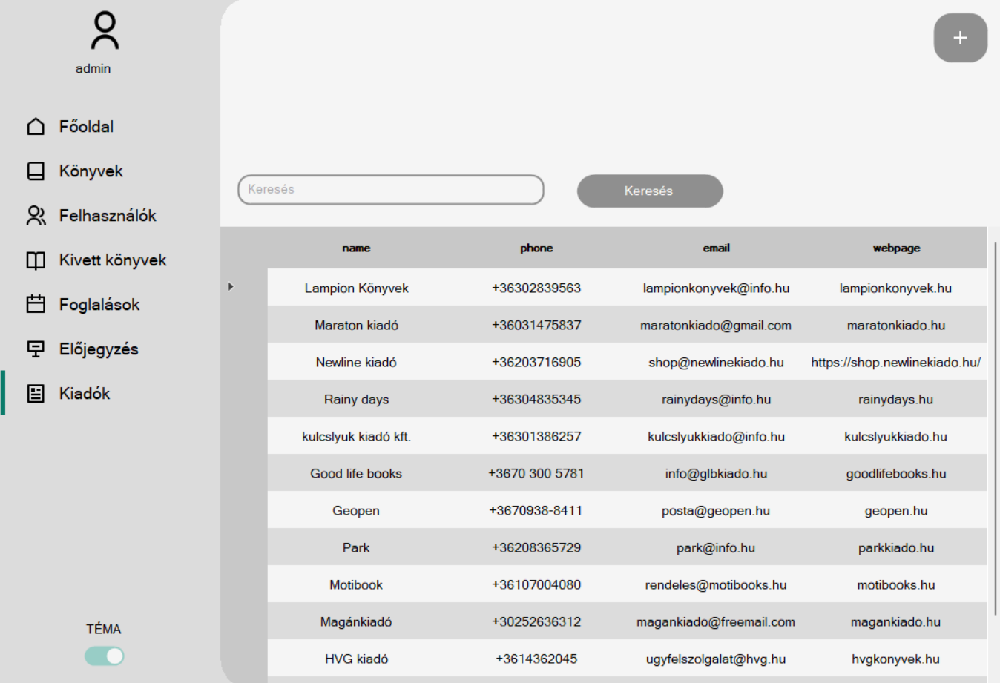 admin
Főoldal
Könyvek
Felhasználók
Kivett könyvek
Foglalások
Előjegyzés
Kiadók
TÉMA
+
Keresés Keresés
name phone email webpage
Lampion Könyvek +36302839563 lampionkonyvek@info.hu lampionkonyvek.hu
Maraton kiadó +36031475837 maratonkiado@gmail.com maratonkiado.hu
Newline kiadó +36203716905 shop@newlinekiado.hu https://shop.newlinekiado.hu/
Rainy days +36304835345 rainydays@info.hu rainydays.hu
kulcslyuk kiadó kft. +36301386257 kulcslyukkiado@info.hu kulcslyukkiado.hu
Good life books +3670 300 5781 info@glbkiado.hu goodlifebooks.hu
Geopen +3670938-8411 posta@geopen.hu geopen.hu
Park +36208365729 park@info.hu parkkiado.hu
Motibook +36107004080 rendeles@motibooks.hu motibooks.hu
Magánkiadó +30252636312 magankiado@freemail.com magankiado.hu
HVG kiadó +3614362045 ugyfelszolgalat@hvg.hu hvgkonyvek.hu